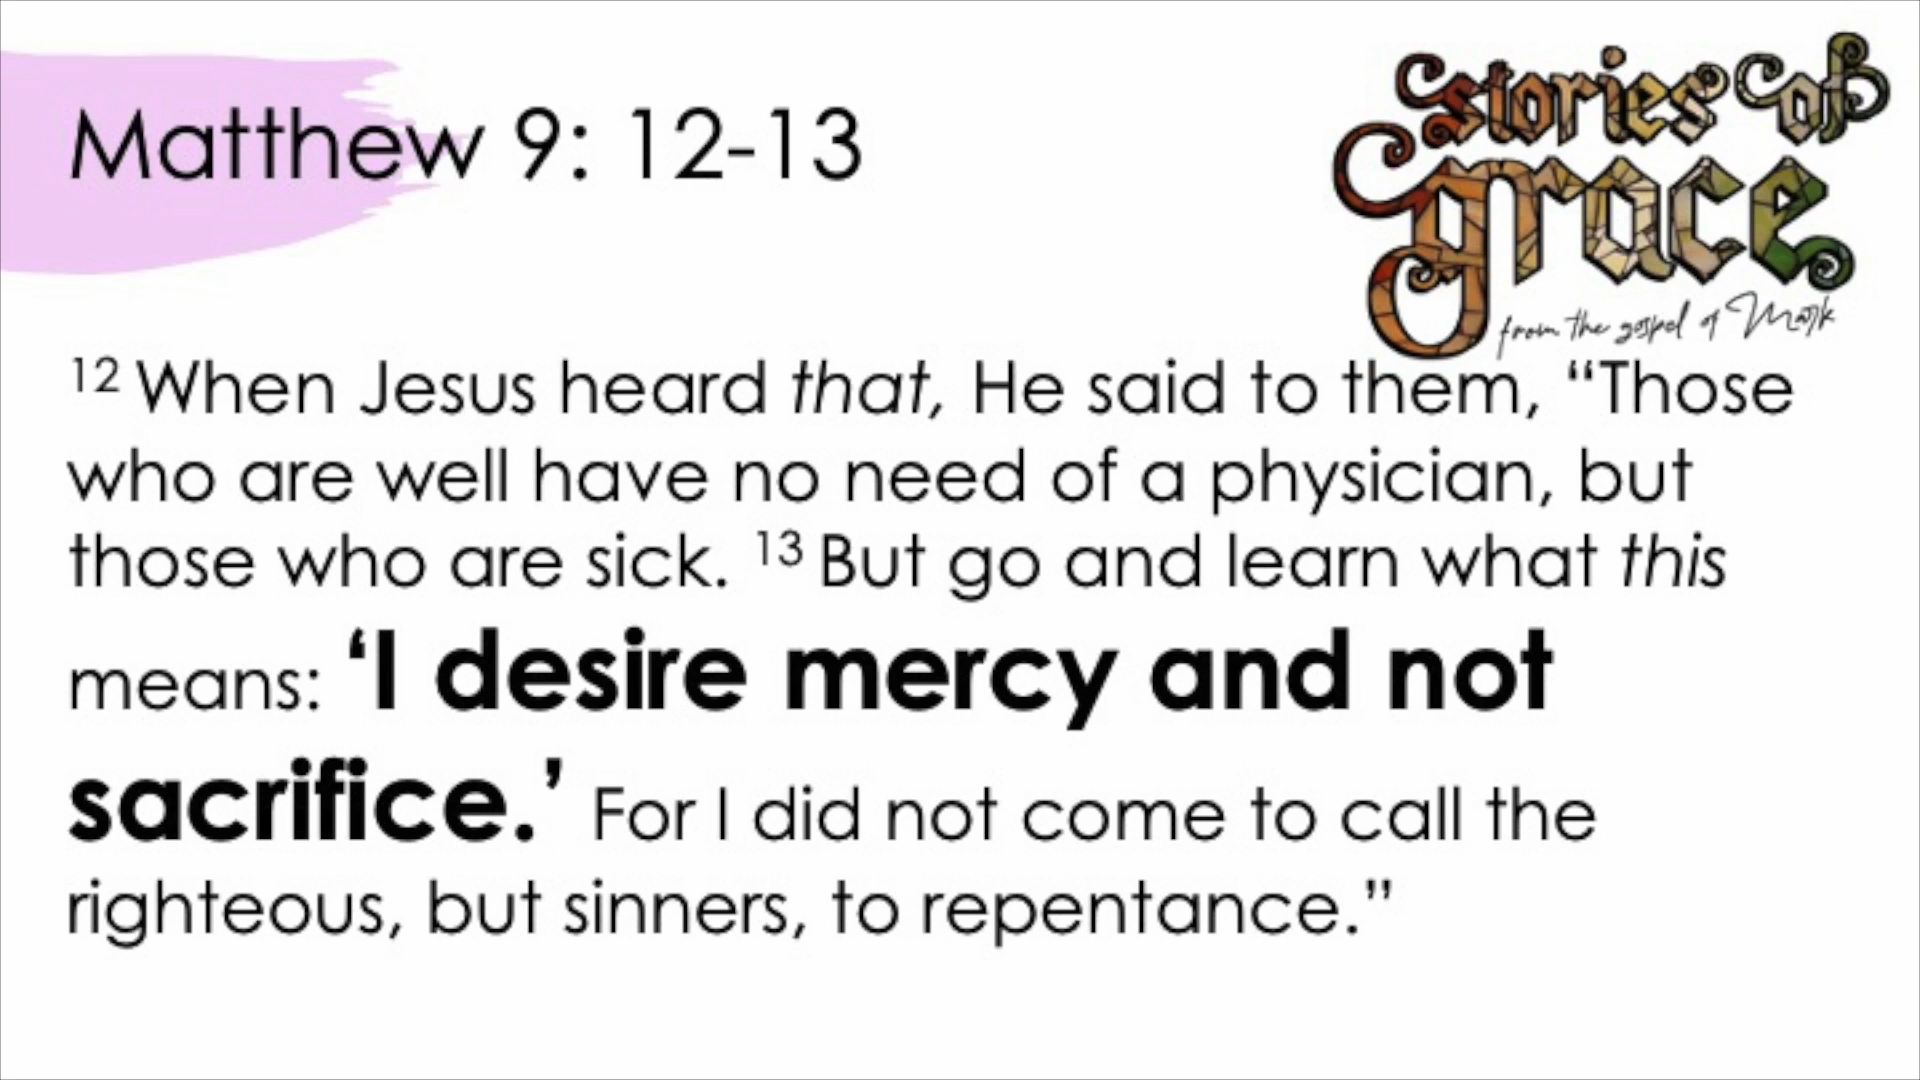 Matthew 9: 12-13
stories of
grace
from the gospel of Mark
12 When Jesus heard that, He said to them, “Those
who are well have no need of a physician, but
those who are sick. 13 But go and learn what this
means: ‘I desire mercy and not
sacrifice.’ For I did not come to call the
righteous, but sinners, to repentance.”